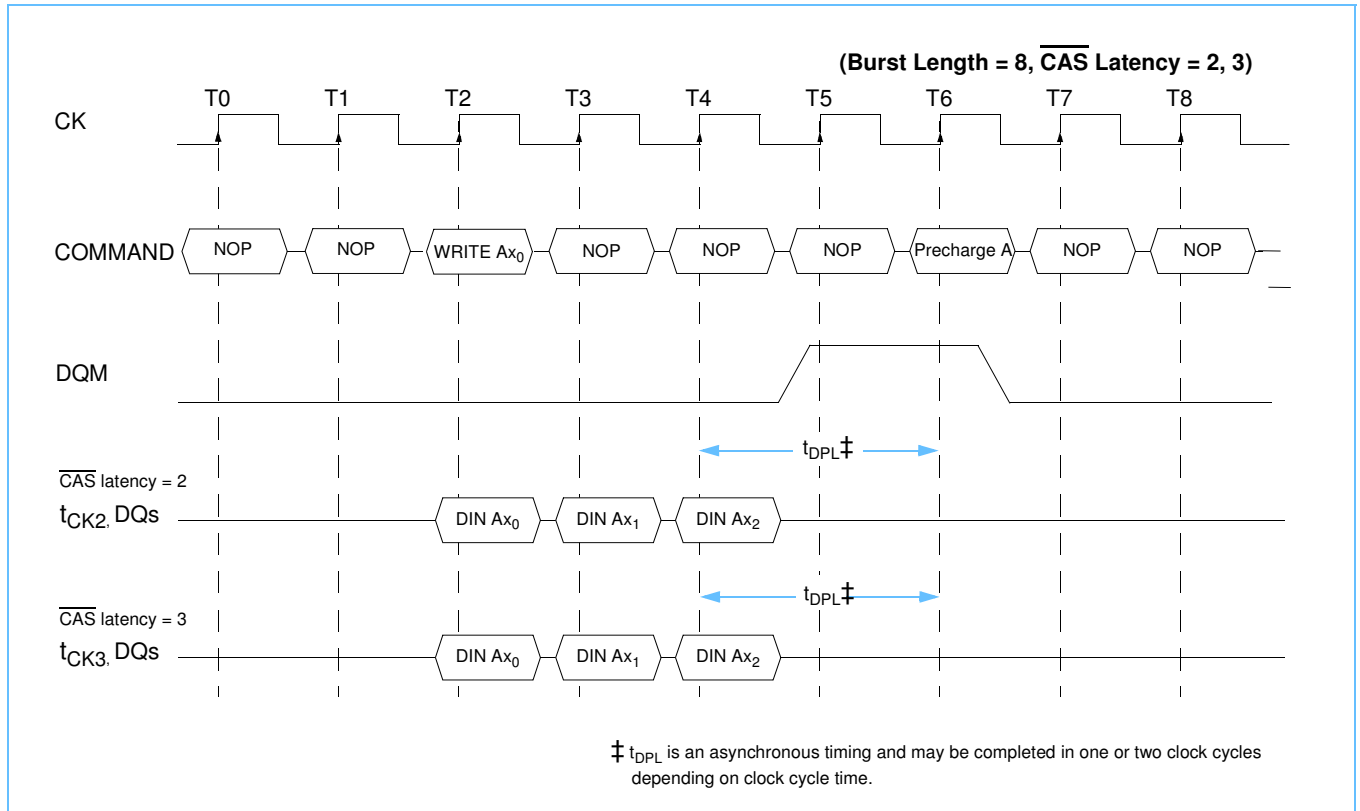 (Burst Length = 8, CAS Latency = 2, 3)
T0 T1 T2 T3 T4 T5 T6 T7 T8
CK
COMMAND NOP NOP WRITE Ax0 NOP NOP NOP Precharge A NOP NOP
DQM
tDPL‡
CAS latency = 2
tCK2, DQs DIN Ax0 DIN Ax1 DIN Ax2
tDPL‡
CAS latency = 3
tCK3, DQs DIN Ax0 DIN Ax1 DIN Ax2
‡ tDPL is an asynchronous timing and may be completed in one or two clock cycles
depending on clock cycle time.